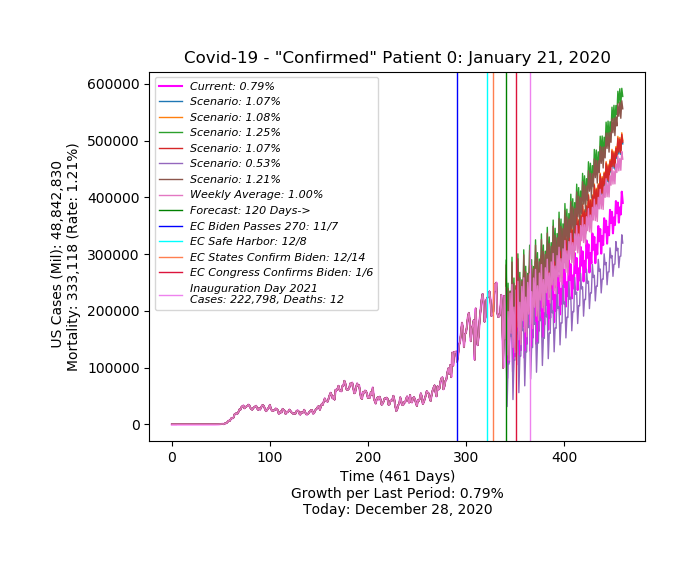 Covid-19 - "Confirmed" Patient 0: January 21, 2020
US Cases (Mil): 48,842,830
Mortality: 333,118 (Rate: 1.21%)
600000
500000
400000
300000
200000
100000
0
Current: 0.79%
Scenario: 1.07%
Scenario: 1.08%
Scenario: 1.25%
Scenario: 1.07%
Scenario: 0.53%
Scenario: 1.21%
Weekly Average: 1.00%
Forecast: 120 Days->
EC Biden Passes 270: 11/7
EC Safe Harbor: 12/8
EC States Confirm Biden: 12/14
EC Congress Confirms Biden: 1/6
Inauguration Day 2021
Cases: 222,798, Deaths: 12
0 100 200 300 400
Time (461 Days)
Growth per Last Period: 0.79%
Today: December 28, 2020